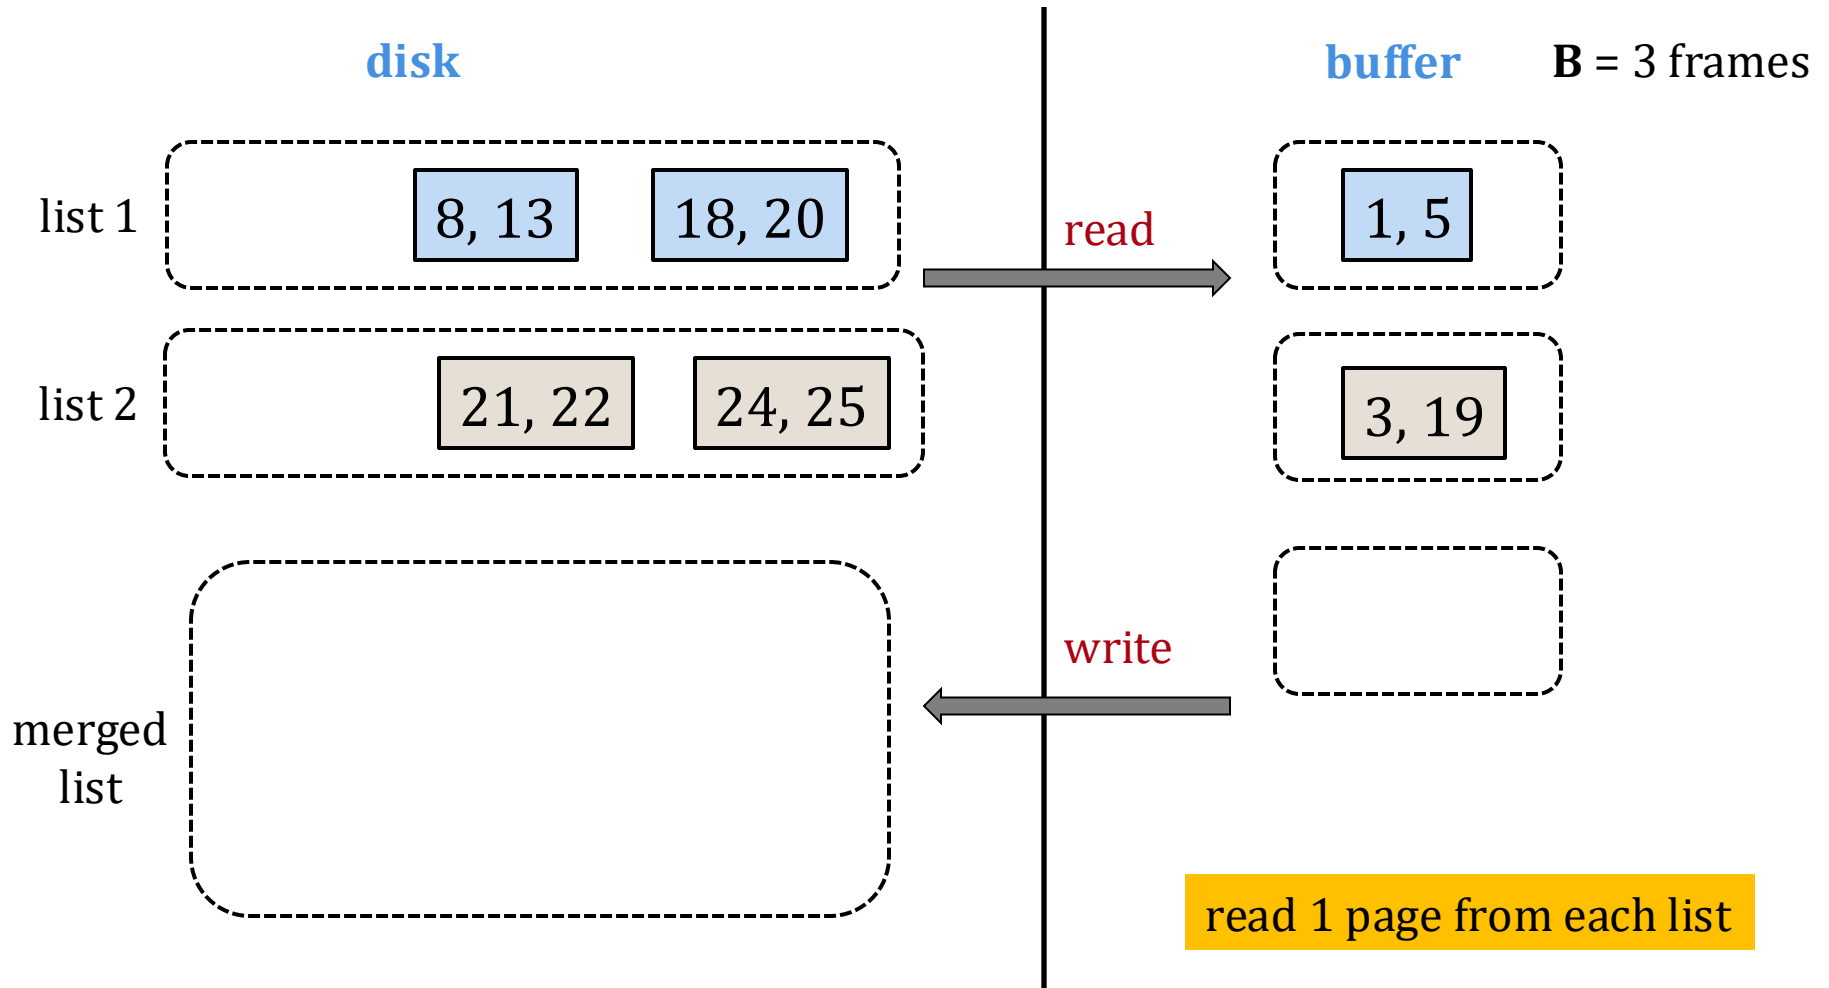 disk
buffer
B = 3 frames
list 1
8, 13
18, 20
read
1, 5
list 2
21, 22
24, 25
3, 19
write
merged
list
read 1 page from each list